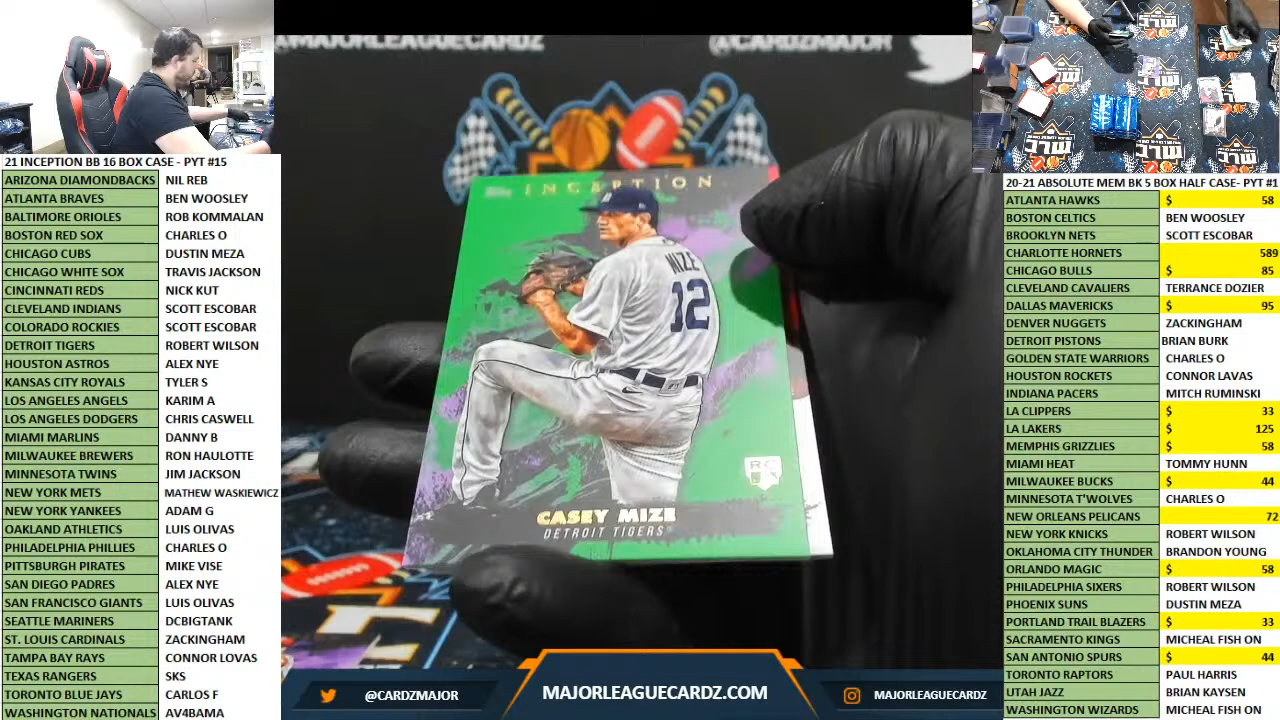 21 INCEPTION BB 16 BOX CASE - PYT #15
ARIZONA DIAMONDBACKS NIL REB
ATLANTA BRAVES BEN WOOSLEY
BALTIMORE ORIOLES ROB KOMMALAN
BOSTON RED SOX CHARLES O
CHICAGO CUBS DUSTIN MEZA
CHICAGO WHITE SOX TRAVIS JACKSON
CINCINNATI REDS NICK KUT
CLEVELAND INDIANS SCOTT ESCOBAR
COLORADO ROCKIES SCOTT ESCOBAR
DETROIT TIGERS ROBERT WILSON
HOUSTON ASTROS ALEX NYE
KANSAS CITY ROYALS TYLER S
LOS ANGELES ANGELS KARIM A
LOS ANGELES DODGERS CHRIS CASWELL
MIAMI MARLINS DANNY B
MILWAUKEE BREWERS RON HAULOTTE
MINNESOTA TWINS JIM JACKSON
NEW YORK METS MATHEW WASKIEWICZ
NEW YORK YANKEES ADAM G
OAKLAND ATHLETICS LUIS OLIVAS
PHILADELPHIA PHILLIES CHARLES O
PITTSBURGH PIRATES MIKE VISE
SAN DIEGO PADRES ALEX NYE
SAN FRANCISCO GIANTS LUIS OLIVAS
SEATTLE MARINERS DCBIGTANK
ST. LOUIS CARDINALS ZACKINGHAM
TAMPA BAY RAYS CONNOR LOVAS
TEXAS RANGERS SKS
TORONTO BLUE JAYS CARLOS F
WASHINGTON NATIONALS AV4BAMA
@MAJORLEAGUECARDZ @CARDZMAJOR
INCEPTION
MIZE
12
RC
CASEY MIZE
DETROIT TIGERS
@CARDZMAJOR
MAJORLEAGUECARDZ.COM
MAJORLEAGUECARDZ
20-21 ABSOLUTE MEM BK 5 BOX HALF CASE- PYT #1
ATLANTA HAWKS $ 58
BOSTON CELTICS BEN WOOSLEY
BROOKLYN NETS SCOTT ESCOBAR
CHARLOTTE HORNETS 589
CHICAGO BULLS $ 85
CLEVELAND CAVALIERS TERRANCE DOZIER
DALLAS MAVERICKS $ 95
DENVER NUGGETS ZACKINGHAM
DETROIT PISTONS BRIAN BURK
GOLDEN STATE WARRIORS CHARLES O
HOUSTON ROCKETS CONNOR LAVAS
INDIANA PACERS MITCH RUMINSKI
LA CLIPPERS $ 33
LA LAKERS $ 125
MEMPHIS GRIZZLIES $ 58
MIAMI HEAT TOMMY HUNN
MILWAUKEE BUCKS $ 44
MINNESOTA T'WOLVES CHARLES O
NEW ORLEANS PELICANS 72
NEW YORK KNICKS ROBERT WILSON
OKLAHOMA CITY THUNDER BRANDON YOUNG
ORLANDO MAGIC $ 58
PHILADELPHIA SIXERS ROBERT WILSON
PHOENIX SUNS DUSTIN MEZA
PORTLAND TRAIL BLAZERS $ 33
SACRAMENTO KINGS MICHEAL FISH ON
SAN ANTONIO SPURS $ 44
TORONTO RAPTORS PAUL HARRIS
UTAH JAZZ BRIAN KAYSEN
WASHINGTON WIZARDS MICHEAL FISH ON